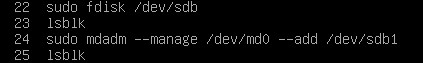 22 sudo fdisk /dev/sdb
23 lsblk
24 sudo mdadm --manage /dev/md0 --add /dev/sdb1
25 lsblk